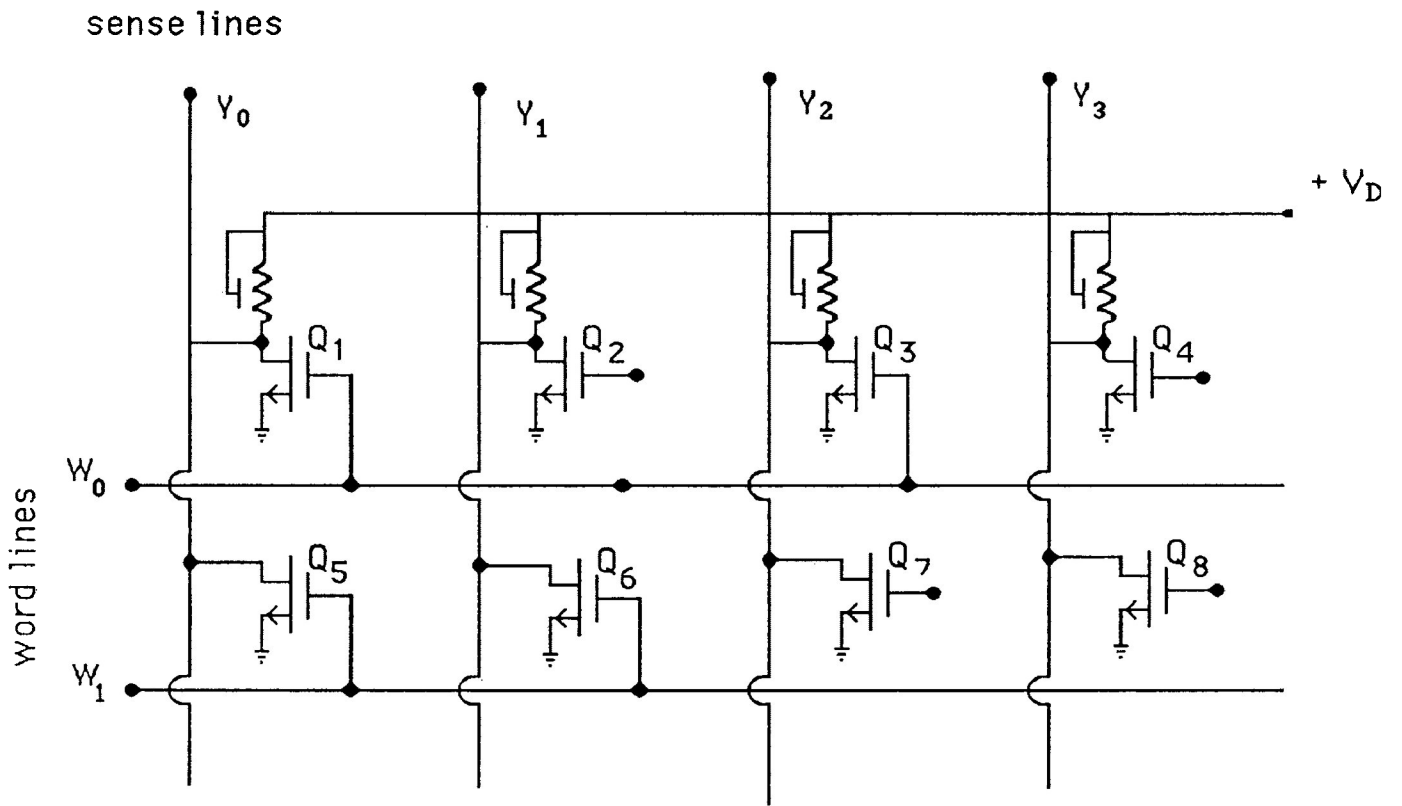 sense lines
Y0
Y1
Y2
Y3
+ VD
Q1
Q2
Q3
Q4
W0
word lines
Q5
Q6
Q7
Q8
W1